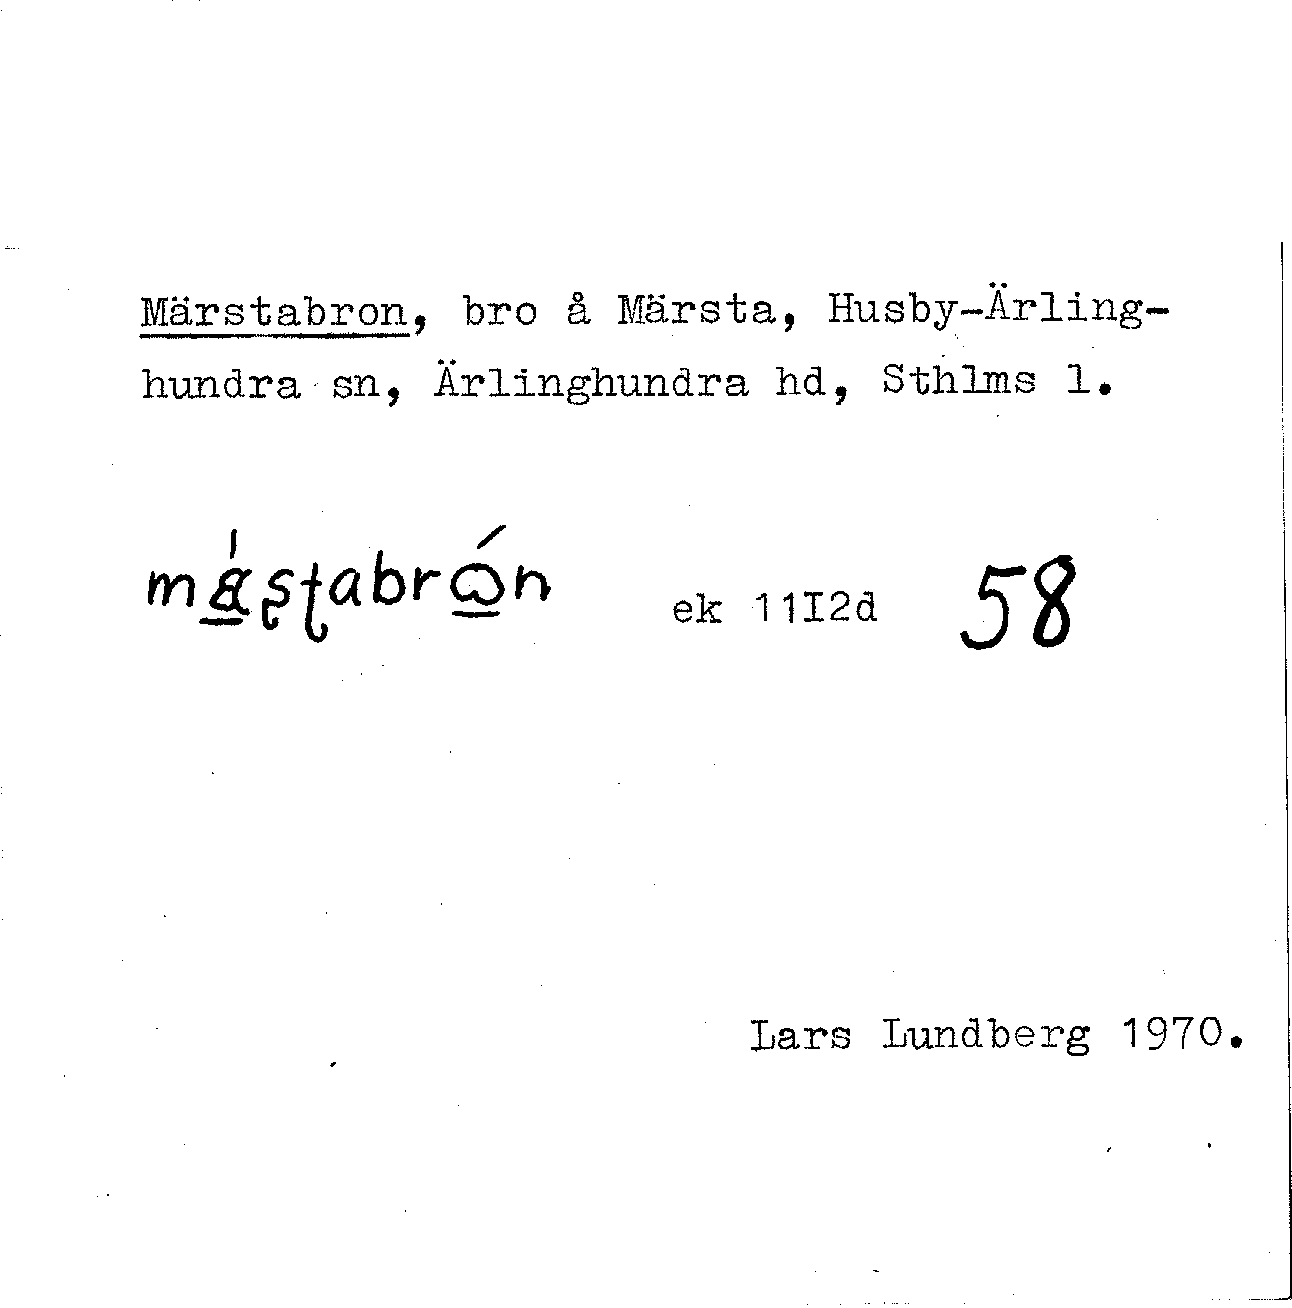 Märstabron, bro å Märsta, Husby-Ärling-
hundra sn, Ärlinghundra hd, Sthlms l.
ek 11I2d 58
Lars Lundberg 1970.